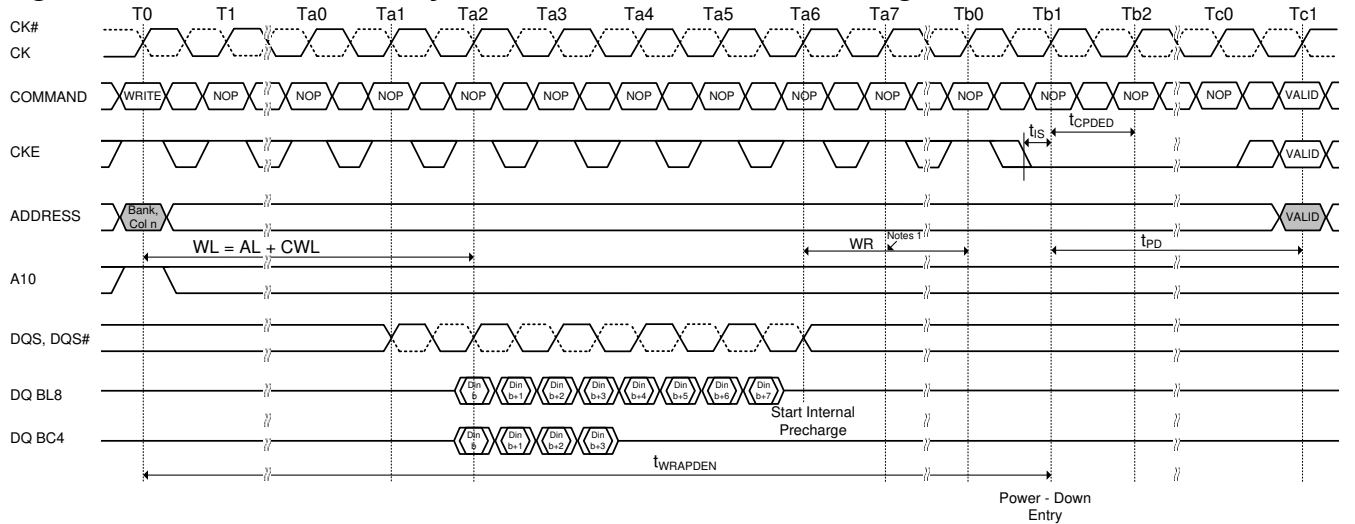 T0 T1 Ta0 Ta1 Ta2 Ta3 Ta4 Ta5 Ta6 Ta7 Tb0 Tb1 Tb2 Tc0 Tc1
CK#
CK
COMMAND WRITE NOP NOP NOP NOP NOP NOP NOP NOP NOP NOP NOP NOP NOP VALID
tIS tCPDED
CKE VALID
ADDRESS Bank, Col n VALID
WL = AL + CWL WR Notes 1 tPD
A10
DQS, DQS#
DQ BL8 Din b Din b+1 Din b+2 Din b+3 Din b+4 Din b+5 Din b+6 Din b+7
Start Internal
Precharge
DQ BC4 Din b Din b+1 Din b+2 Din b+3
tWRAPDEN
Power - Down
Entry